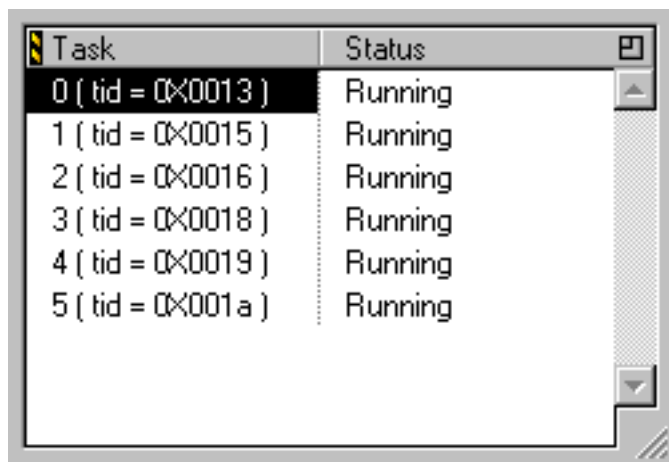 Task Status
0 ( tid = 0X0013 ) Running
1 ( tid = 0X0015 ) Running
2 ( tid = 0X0016 ) Running
3 ( tid = 0X0018 ) Running
4 ( tid = 0X0019 ) Running
5 ( tid = 0X001a ) Running